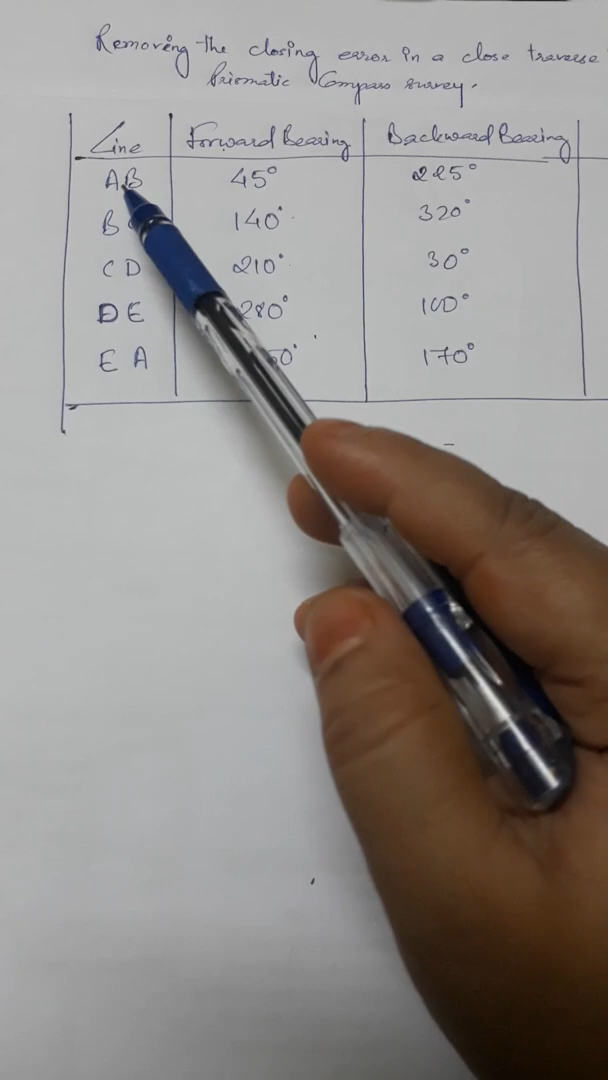 Removing the closing error in a close traverse
Prismatic Compass survey.
Line Forward Bearing Backward Bearing
AB 45° 225°
B 140° 320°
CD 210° 30°
DE 280° 100°
EA 170°